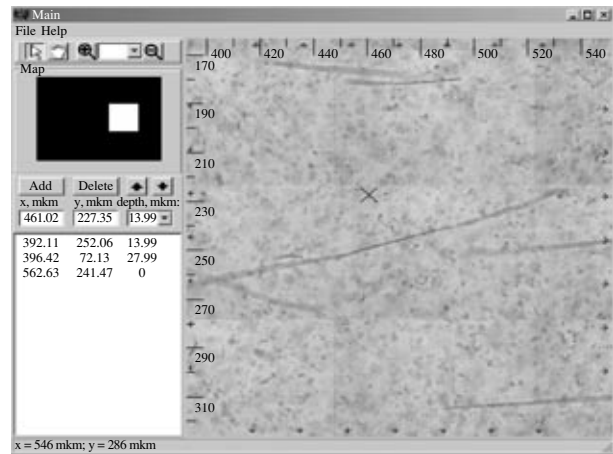 Main
File Help
400 420 440 460 480 500 520 540
Map
170
190
210
230
250
270
290
310
Add Delete
x, mkm y, mkm depth, mkm:
461.02 227.35 13.99
392.11 252.06 13.99
396.42 72.13 27.99
562.63 241.47 0
x = 546 mkm; y = 286 mkm